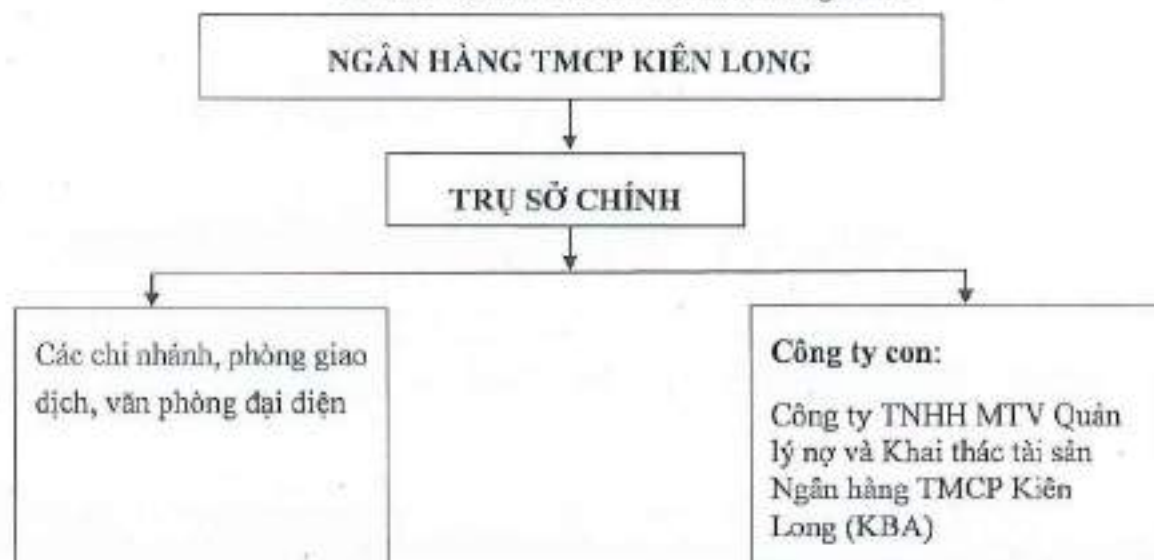 NGÂN HÀNG TMCP KIÊN LONG
TRỤ SỞ CHÍNH
Các chi nhánh, phòng giao
dịch, văn phòng đại diện
Công ty con:
Công ty TNHH MTV Quản
lý nợ và Khai thác tài sản
Ngân hàng TMCP Kiên
Long (KBA)